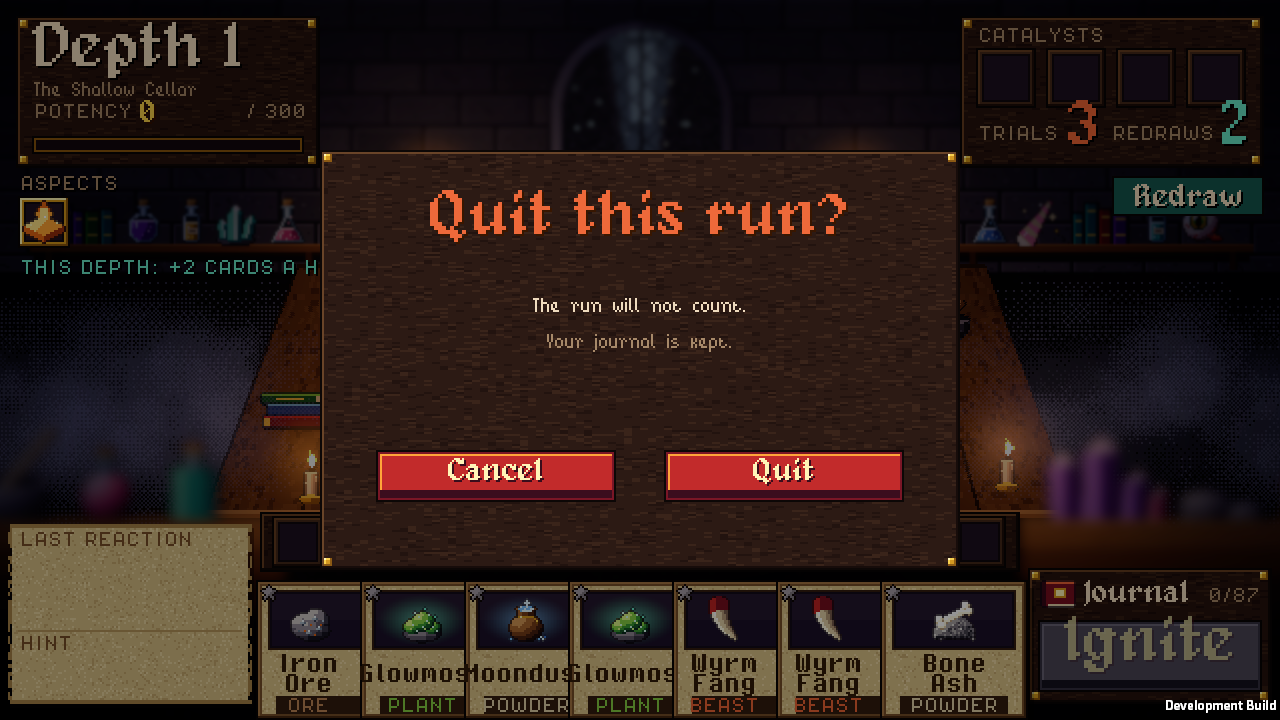 Depth 1
The Shallow Cellar
POTENCY 0 / 300
ASPECTS
THIS DEPTH: +2 CARDS A H
CATALYSTS
TRIALS 3 REDRAWS 2
Redraw
Quit this run?
The run will not count.
Your journal is kept.
Cancel
Quit
LAST REACTION
HINT
Iron Ore
ORE
Glowmos
PLANT
Moondus
POWDER
Glowmos
PLANT
Wyrm Fang
BEAST
Wyrm Fang
BEAST
Bone Ash
POWDER
Journal 0/87
Ignite
Development Build